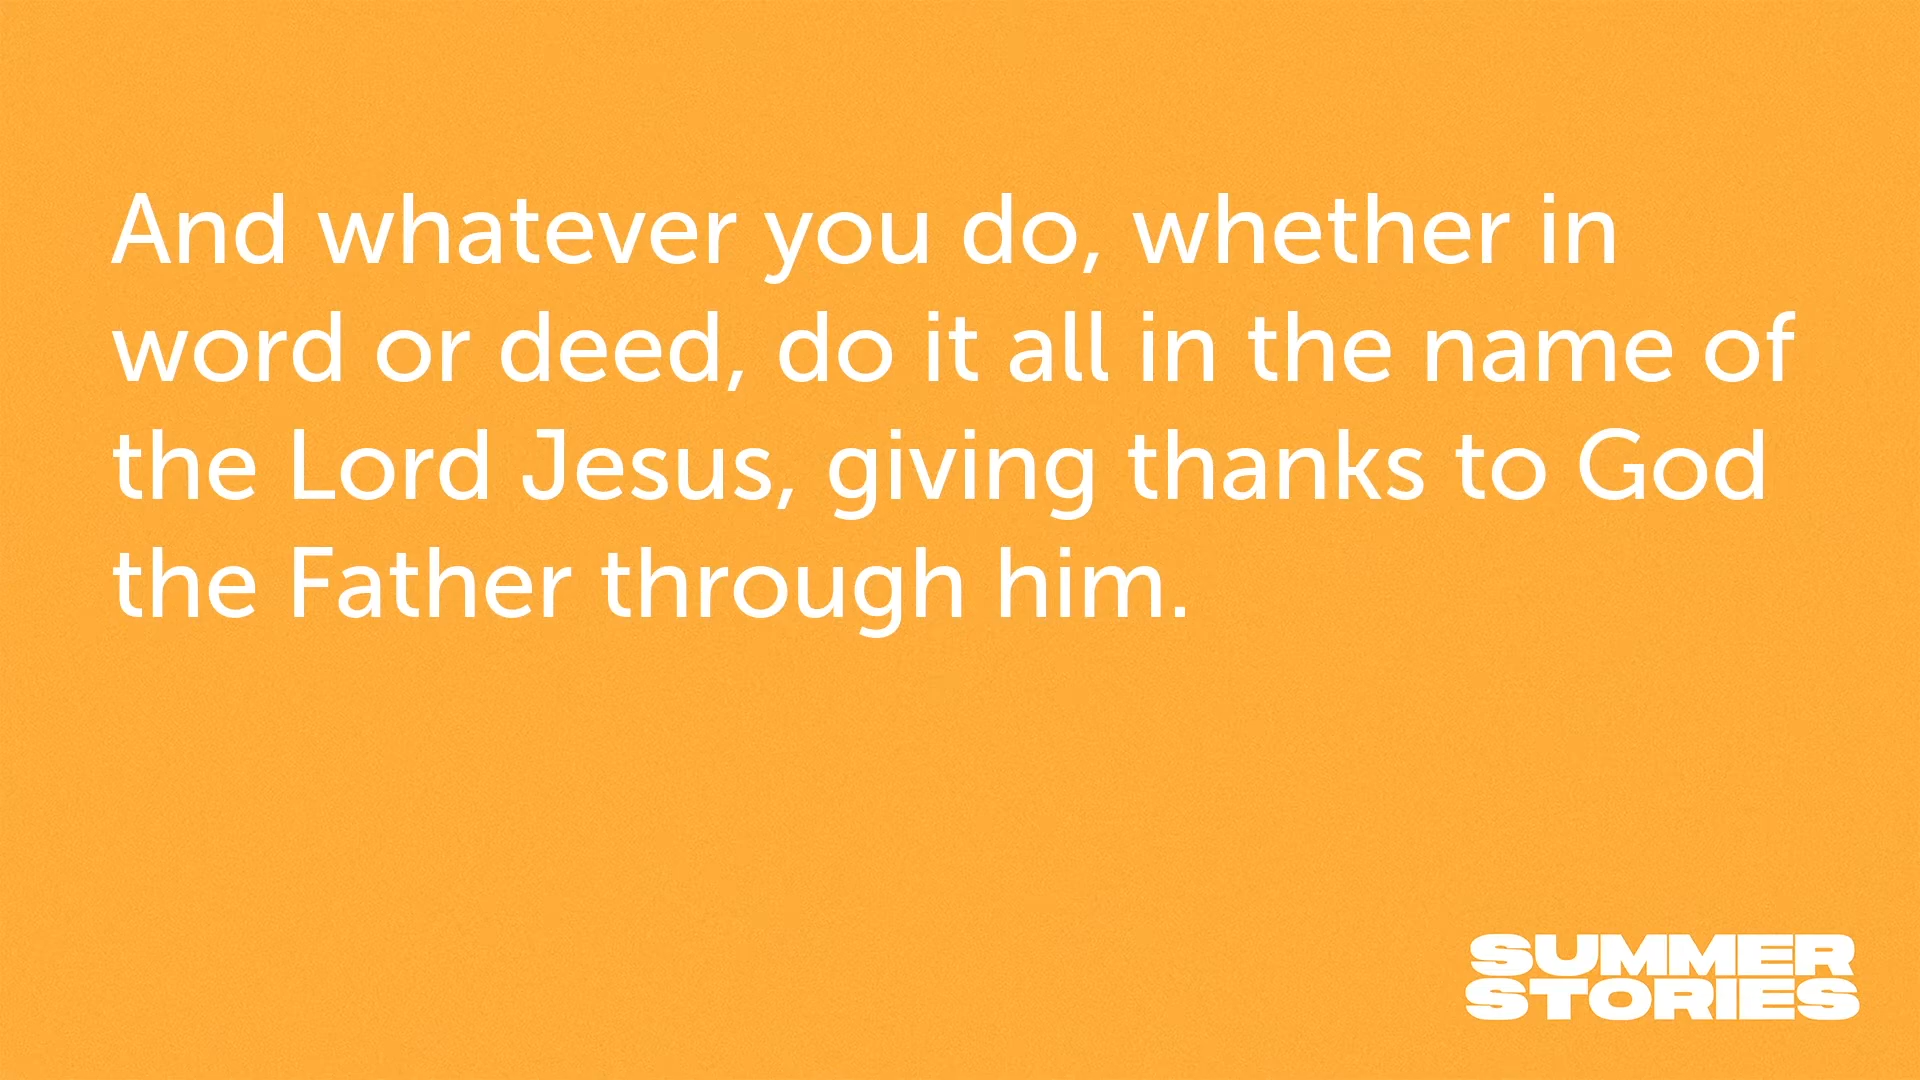 And whatever you do, whether in
word or deed, do it all in the name of
the Lord Jesus, giving thanks to God
the Father through him.
SUMMER
STORIES